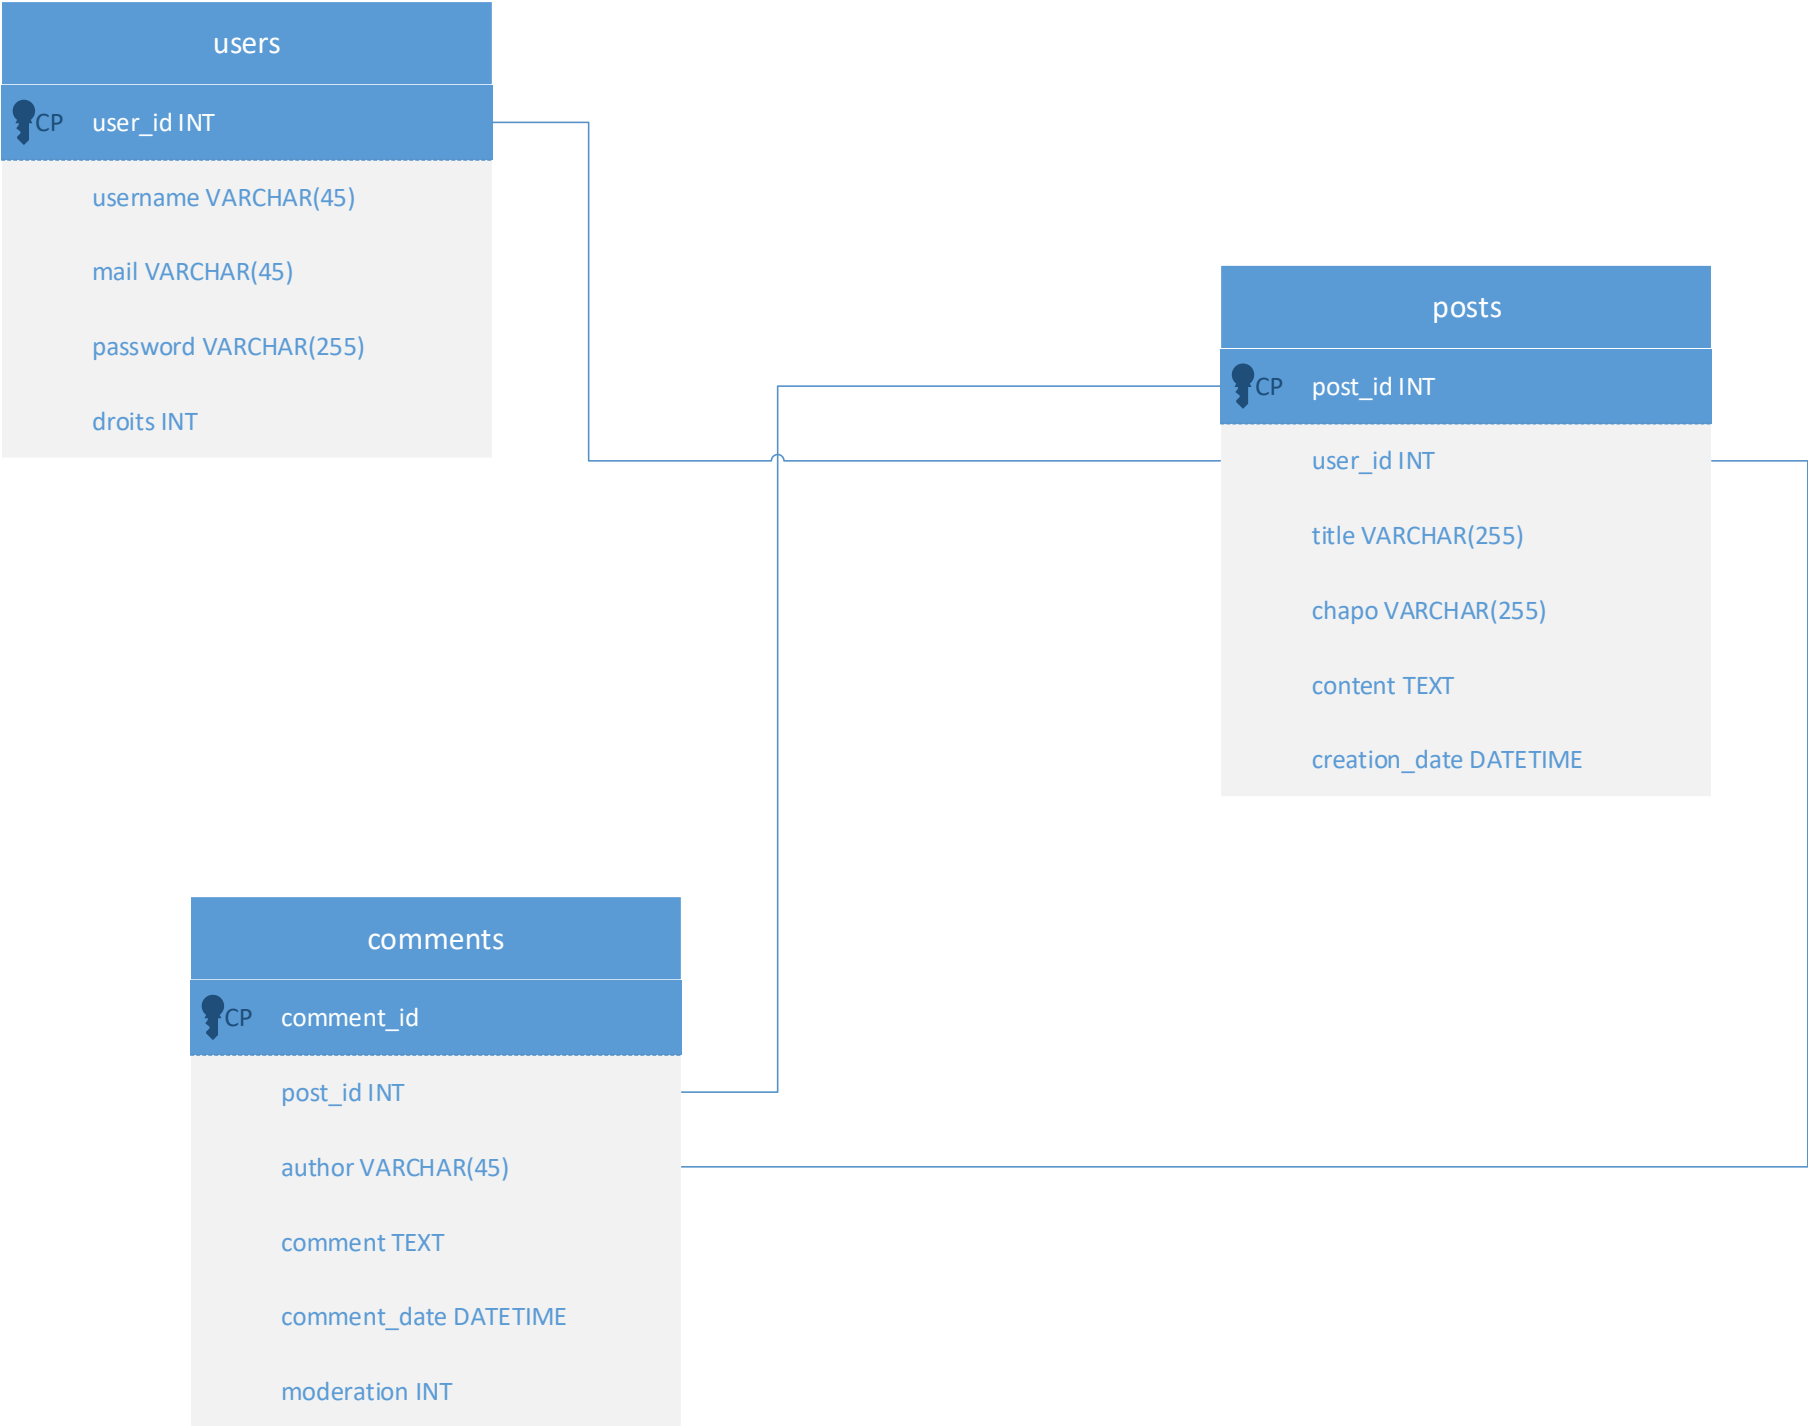 users
CP user_id INT
username VARCHAR(45)
mail VARCHAR(45)
password VARCHAR(255)
droits INT
posts
CP post_id INT
user_id INT
title VARCHAR(255)
chapo VARCHAR(255)
content TEXT
creation_date DATETIME
comments
CP comment_id
post_id INT
author VARCHAR(45)
comment TEXT
comment_date DATETIME
moderation INT